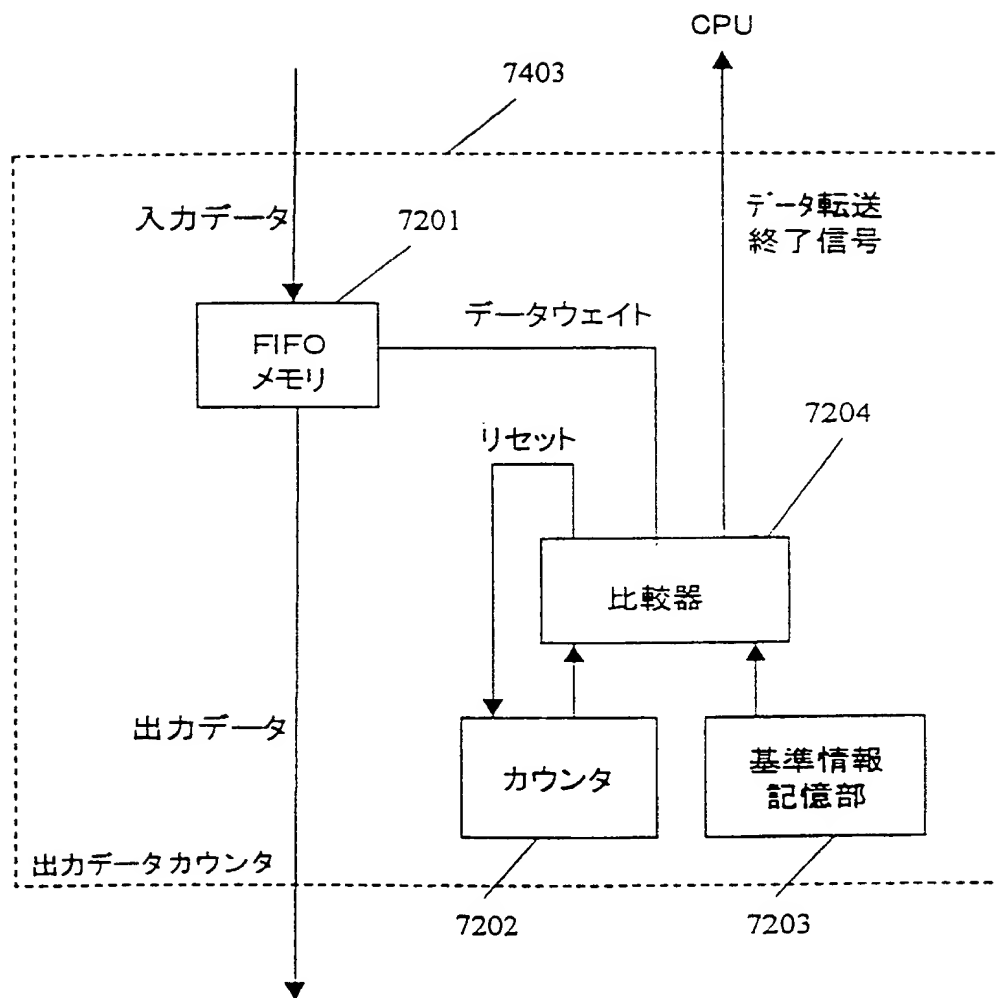 CPU
7403
入力データ
7201
データ転送
終了信号
データウェイト
FIFO
メモリ
7204
リセット
比較器
出力データ
カウンタ
基準情報
記憶部
出力データカウンタ
7202
7203